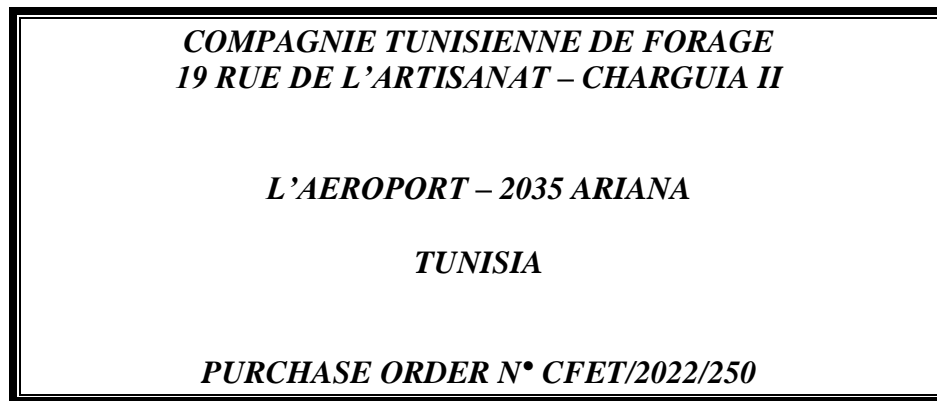 COMPAGNIE TUNISIENNE DE FORAGE
19 RUE DE L’ARTISANAT – CHARGUIA II
L’AEROPORT – 2035 ARIANA
TUNISIA
PURCHASE ORDER N• CFET/2022/250